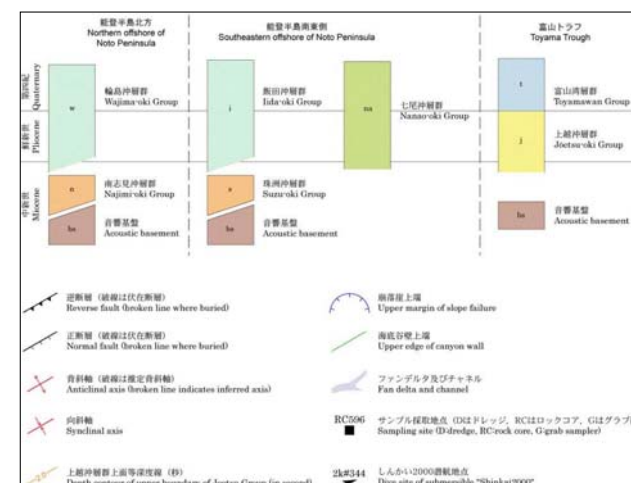 能登半島北方
Northern offshore of
Noto Peninsula
能登半島南東側
Southeastern offshore of Noto Peninsula
富山トラフ
Toyama Trough
第四紀
Quaternary
鮮新世
Pliocene
中新世
Miocene
w
輪島沖層群
Wajima-oki Group
n
南志見沖層群
Najimi-oki Group
bs
音響基盤
Acoustic basement
i
飯田沖層群
Iida-oki Group
s
珠洲沖層群
Suzu-oki Group
bs
音響基盤
Acoustic basement
na
七尾沖層群
Nanao-oki Group
t
富山湾層群
Toyamawan Group
j
上越沖層群
Jōetsu-oki Group
bs
音響基盤
Acoustic basement
逆断層（破線は伏在断層）
Reverse fault (broken line where buried)
正断層（破線は伏在断層）
Normal fault (broken line where buried)
背斜軸（破線は推定背斜軸）
Anticlinal axis (broken line indicates inferred axis)
向斜軸
Synclinal axis
2.0
上越沖層群上面等深度線（秒）
Depth contour of upper boundary of Joetsu Group (in second)
崩落崖上端
Upper margin of slope failure
海底谷壁上端
Upper edge of canyon wall
ファンデルタ及びチャネル
Fan delta and channel
RC596
サンプル採取地点（Dはドレッジ，RCはロックコア，Gはグラブ
Sampling site (D:dredge, RC:rock core, G:grab sampler)
2k#344
しんかい2000潜航地点
Dive site of submersible "Shinkai2000"